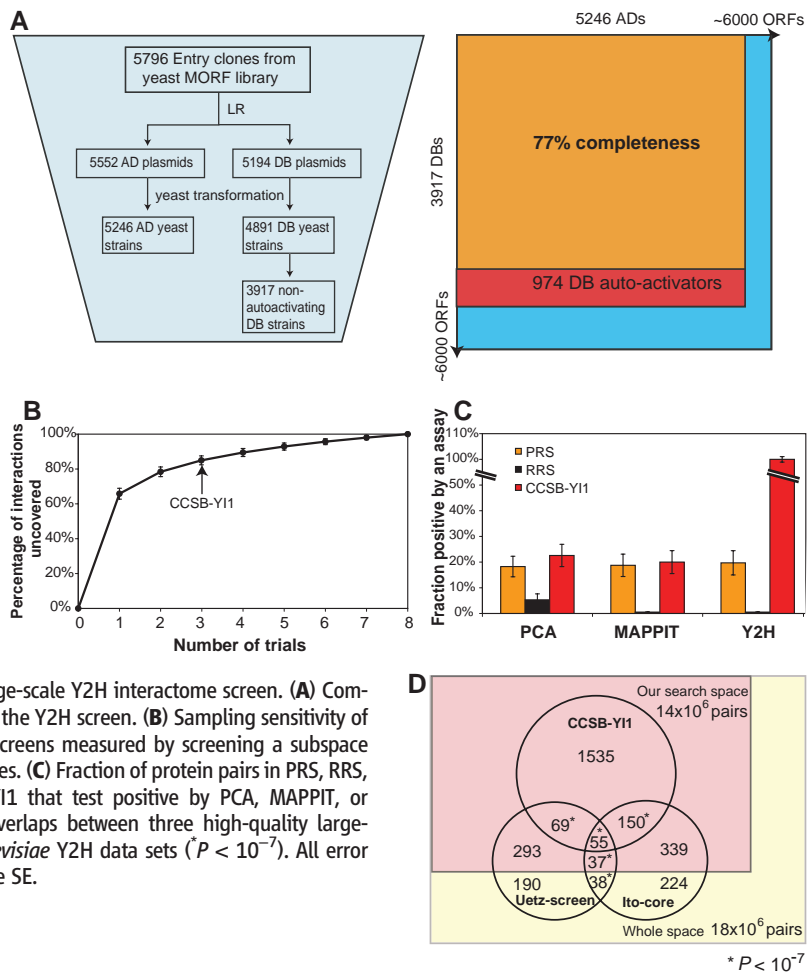 A
5796 Entry clones from
yeast MORF library
LR
5552 AD plasmids
5194 DB plasmids
yeast transformation
5246 AD yeast
strains
4891 DB yeast
strains
3917 non-
autoactivating
DB strains
5246 ADs
~6000 ORFs
3917 DBs
77% completeness
974 DB auto-activators
~6000 ORFs
B
Percentage of interactions
uncovered
100%
80%
60%
40%
20%
0%
CCSB-YI1
0 1 2 3 4 5 6 7 8
Number of trials
C
Fraction positive by an assay
110%
100%
50%
40%
30%
20%
10%
0%
PRS
RRS
CCSB-YI1
PCA MAPPIT Y2H
ge-scale Y2H interactome screen. (A) Com-
the Y2H screen. (B) Sampling sensitivity of
creens measured by screening a subspace
es. (C) Fraction of protein pairs in PRS, RRS,
YI1 that test positive by PCA, MAPPIT, or
verlaps between three high-quality large-
evisiae Y2H data sets (*P < 10-7). All error
e SE.
D
Our search space
14x10^6 pairs
CCSB-YI1
1535
69*
*
55
150*
293
37*
339
190
38*
224
Uetz-screen
Ito-core
Whole space 18x10^6 pairs
* P < 10-7